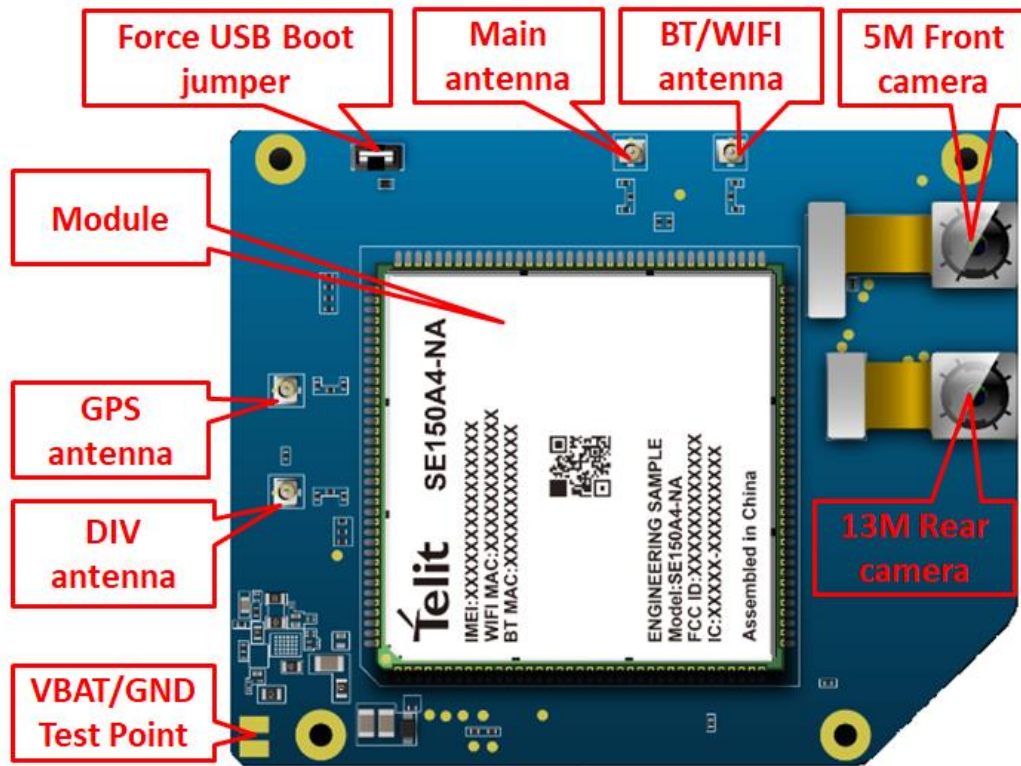 Force USB Boot
jumper
Main
antenna
BT/WIFI
antenna
5M Front
camera
Module
GPS
antenna
DIV
antenna
VBAT/GND
Test Point
13M Rear
camera
Telit SE150A4-NA
IMEI:XXXXXXXXXXXXXXX
WIFI MAC:XXXXXXXXXXXX
BT MAC:XXXXXXXXXXXX
ENGINEERING SAMPLE
Model:SE150A4-NA
FCC ID:XXXXXXXXXX
IC:XXXXX-XXXXXXXX
Assembled in China